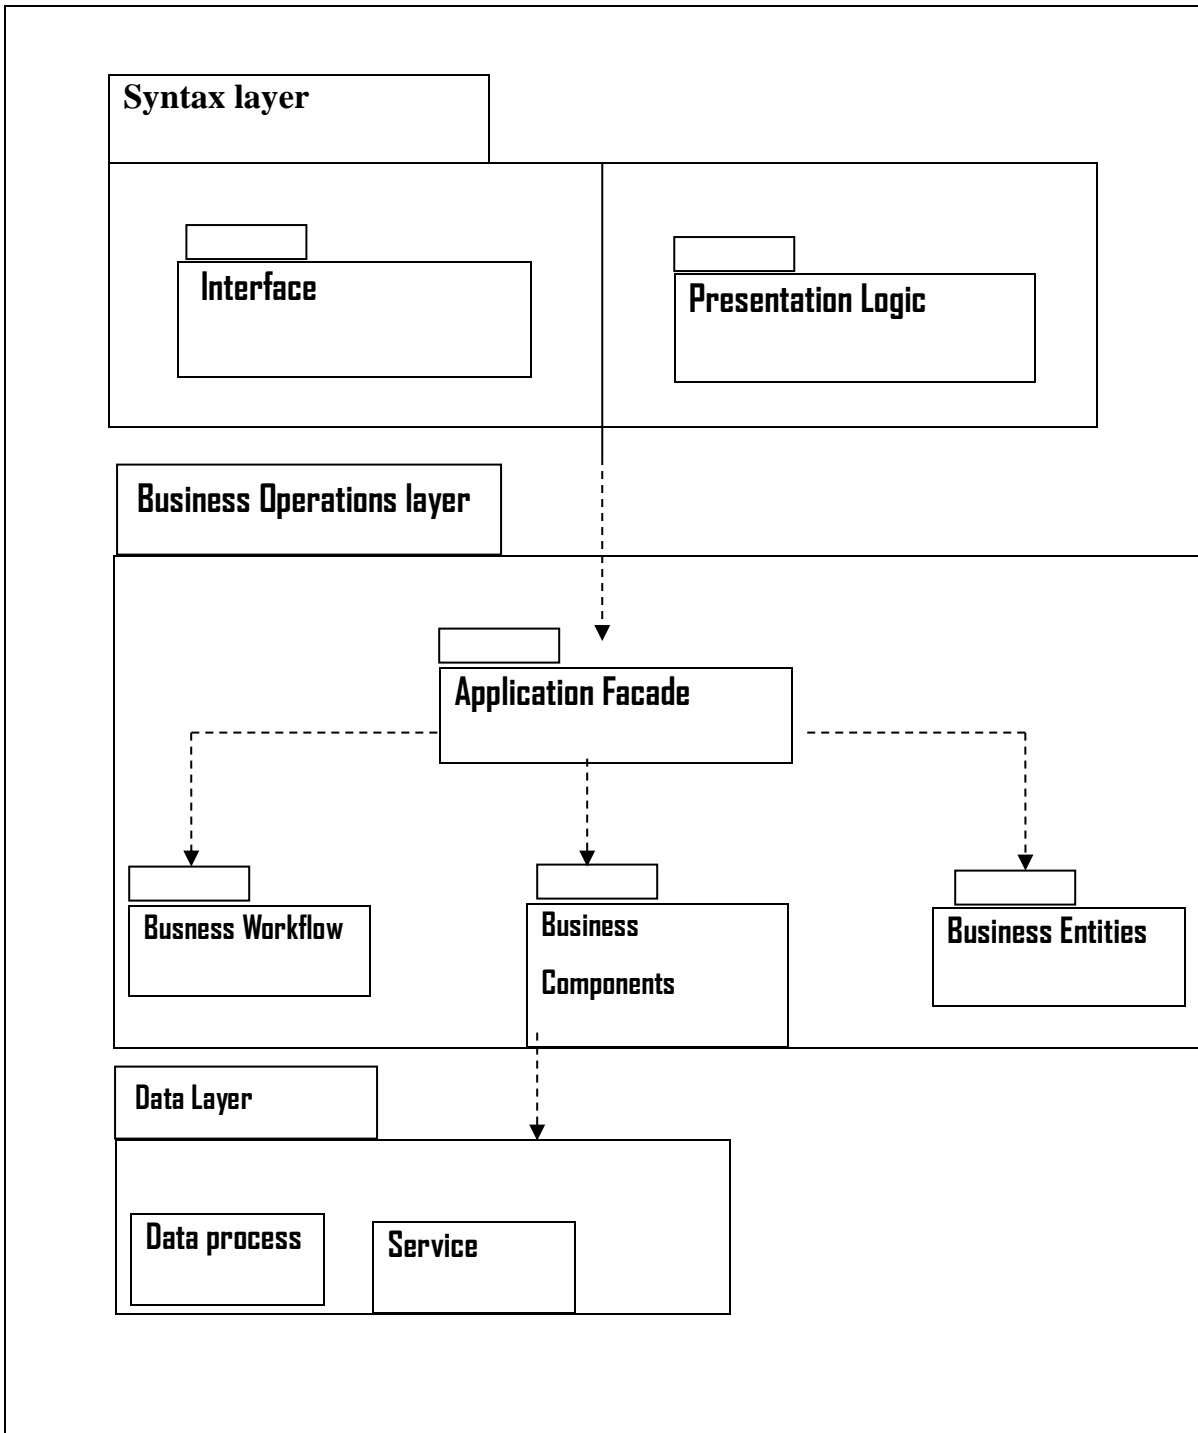 Syntax layer
Interface
Presentation Logic
Business Operations layer
Application Facade
Busness Workflow
Business
Components
Business Entities
Data Layer
Data process
Service